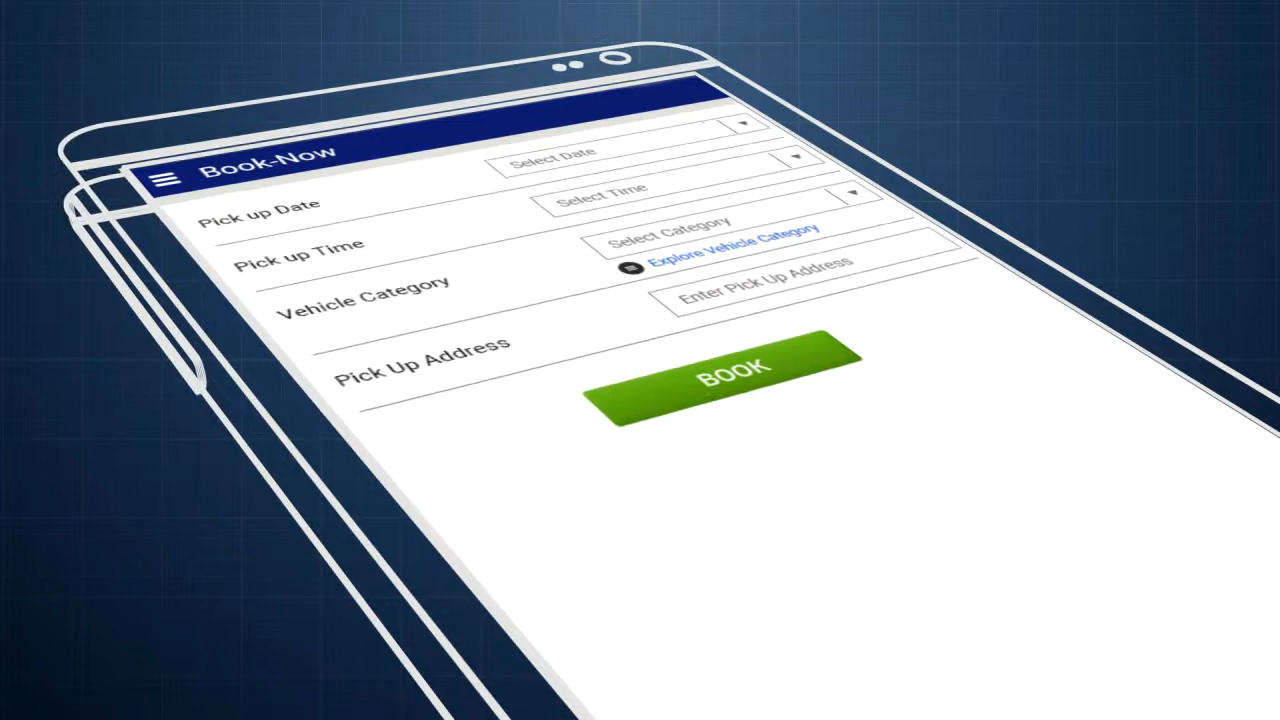 Book-Now
Pick up Date
Select Date
Pick up Time
Select Time
Vehicle Category
Select Category
Explore Vehicle Category
Pick Up Address
Enter Pick Up Address
BOOK